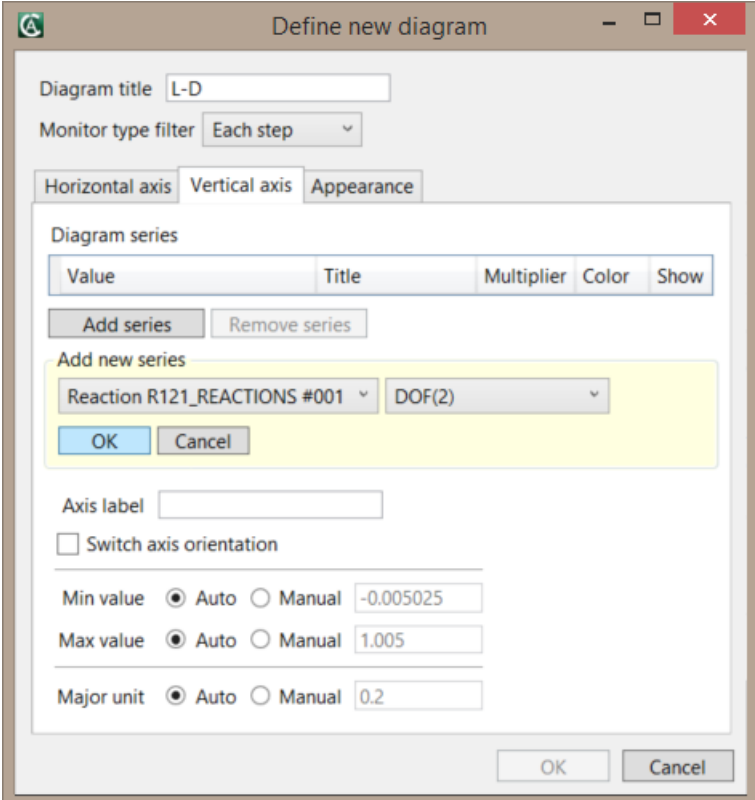 Define new diagram
Diagram title L-D
Monitor type filter Each step
Horizontal axis Vertical axis Appearance
Diagram series
Value Title Multiplier Color Show
Add series Remove series
Add new series
Reaction R121_REACTIONS #001 DOF(2)
OK Cancel
Axis label
Switch axis orientation
Min value Auto Manual -0.005025
Max value Auto Manual 1.005
Major unit Auto Manual 0.2
OK Cancel